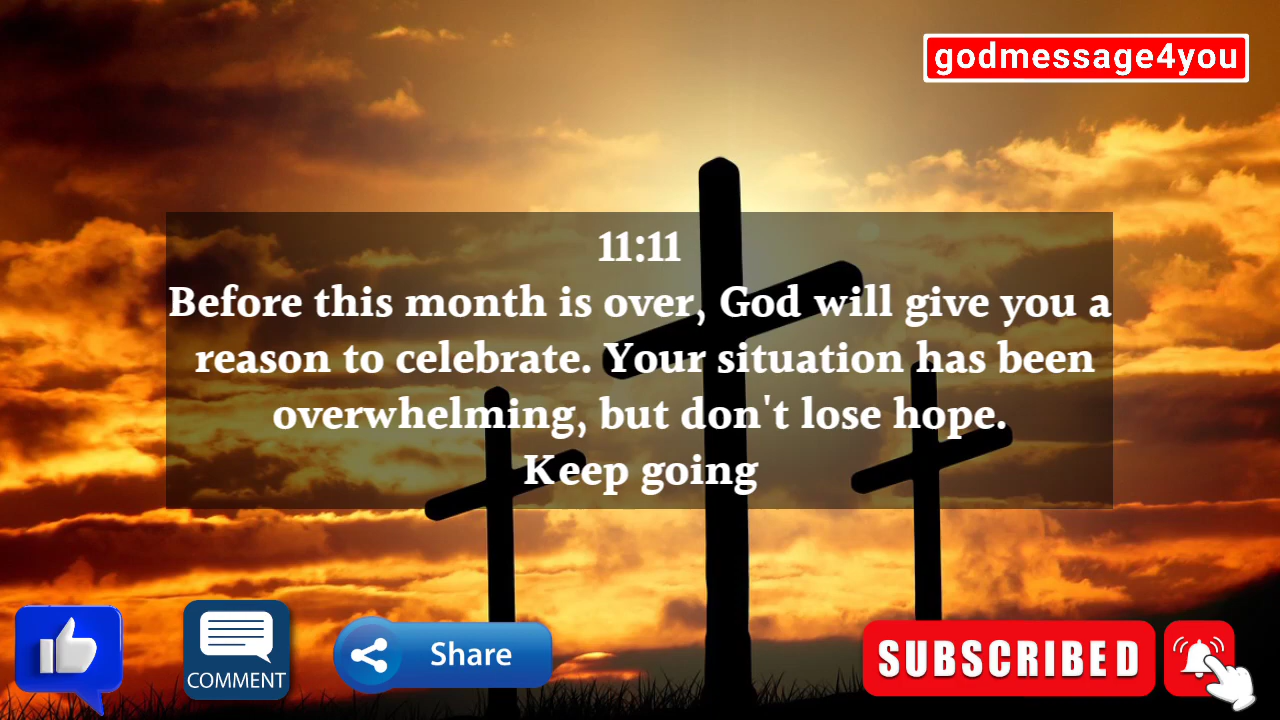 godmessage4you
11:11
Before this month is over, God will give you a
reason to celebrate. Your situation has been
overwhelming, but don't lose hope.
Keep going
COMMENT
Share
SUBSCRIBED